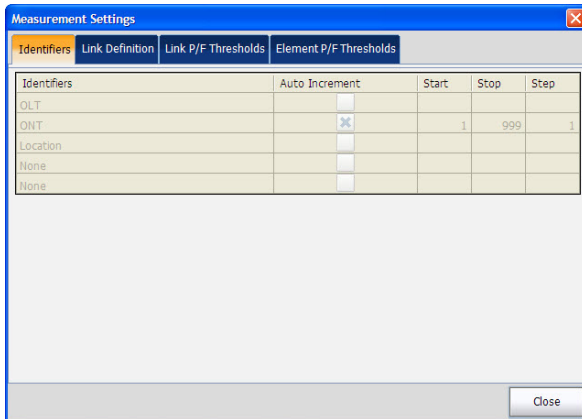 Measurement Settings
Identifiers Link Definition Link P/F Thresholds Element P/F Thresholds
Identifiers Auto Increment Start Stop Step
OLT
ONT 1 999 1
Location
None
None
Close